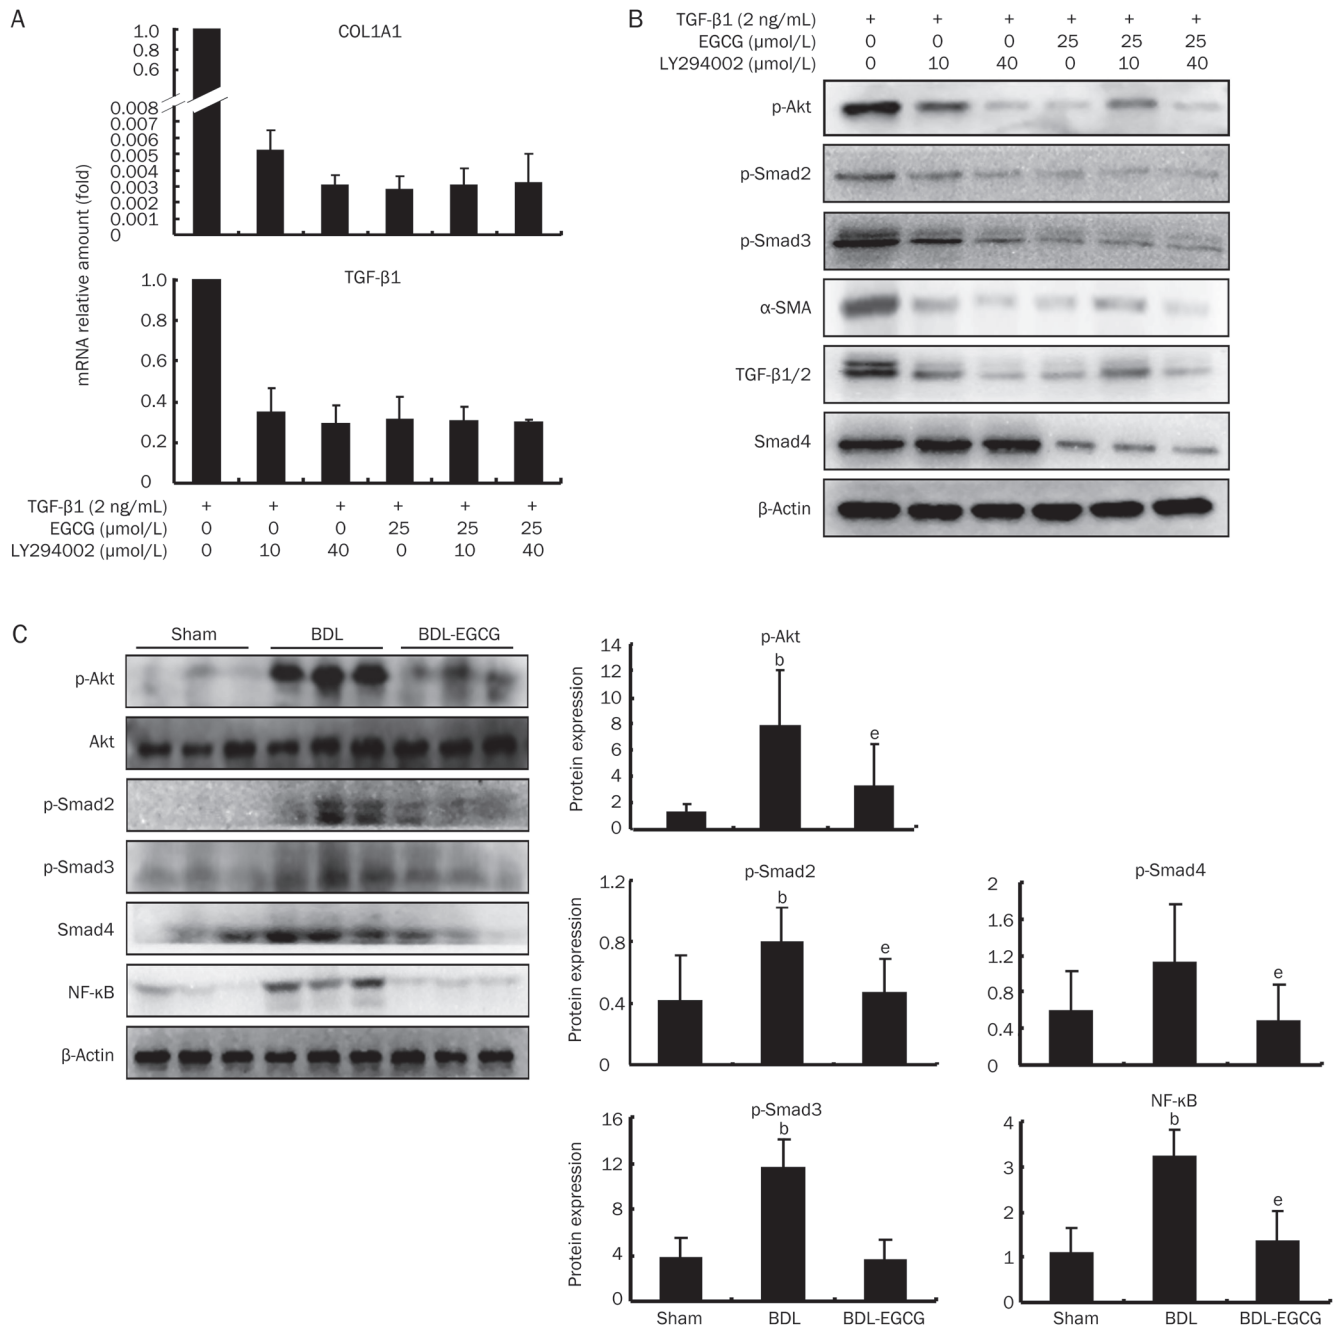 A
COL1A1
1.0
0.8
0.6
0.008
0.007
0.006
0.005
0.004
0.003
0.002
0.001
0
mRNA relative amount (fold)
TGF-β1
1.0
0.8
0.6
0.4
0.2
0
TGF-β1 (2 ng/mL) + + + + + +
EGCG (μmol/L) 0 0 0 25 25 25
LY294002 (μmol/L) 0 10 40 0 10 40
B
TGF-β1 (2 ng/mL) + + + + + +
EGCG (μmol/L) 0 0 0 25 25 25
LY294002 (μmol/L) 0 10 40 0 10 40
p-Akt
p-Smad2
p-Smad3
α-SMA
TGF-β1/2
Smad4
β-Actin
C
Sham BDL BDL-EGCG
p-Akt
Akt
p-Smad2
p-Smad3
Smad4
NF-κB
β-Actin
p-Akt
Protein expression
14
12
10
8
6
4
2
0
b
e
p-Smad2
Protein expression
1.2
0.8
0.4
0
b
e
p-Smad4
2
1.6
1.2
0.8
0.4
0
e
p-Smad3
Protein expression
16
12
8
4
0
b
Sham BDL BDL-EGCG
NF-κB
4
3
2
1
0
b
e
Sham BDL BDL-EGCG